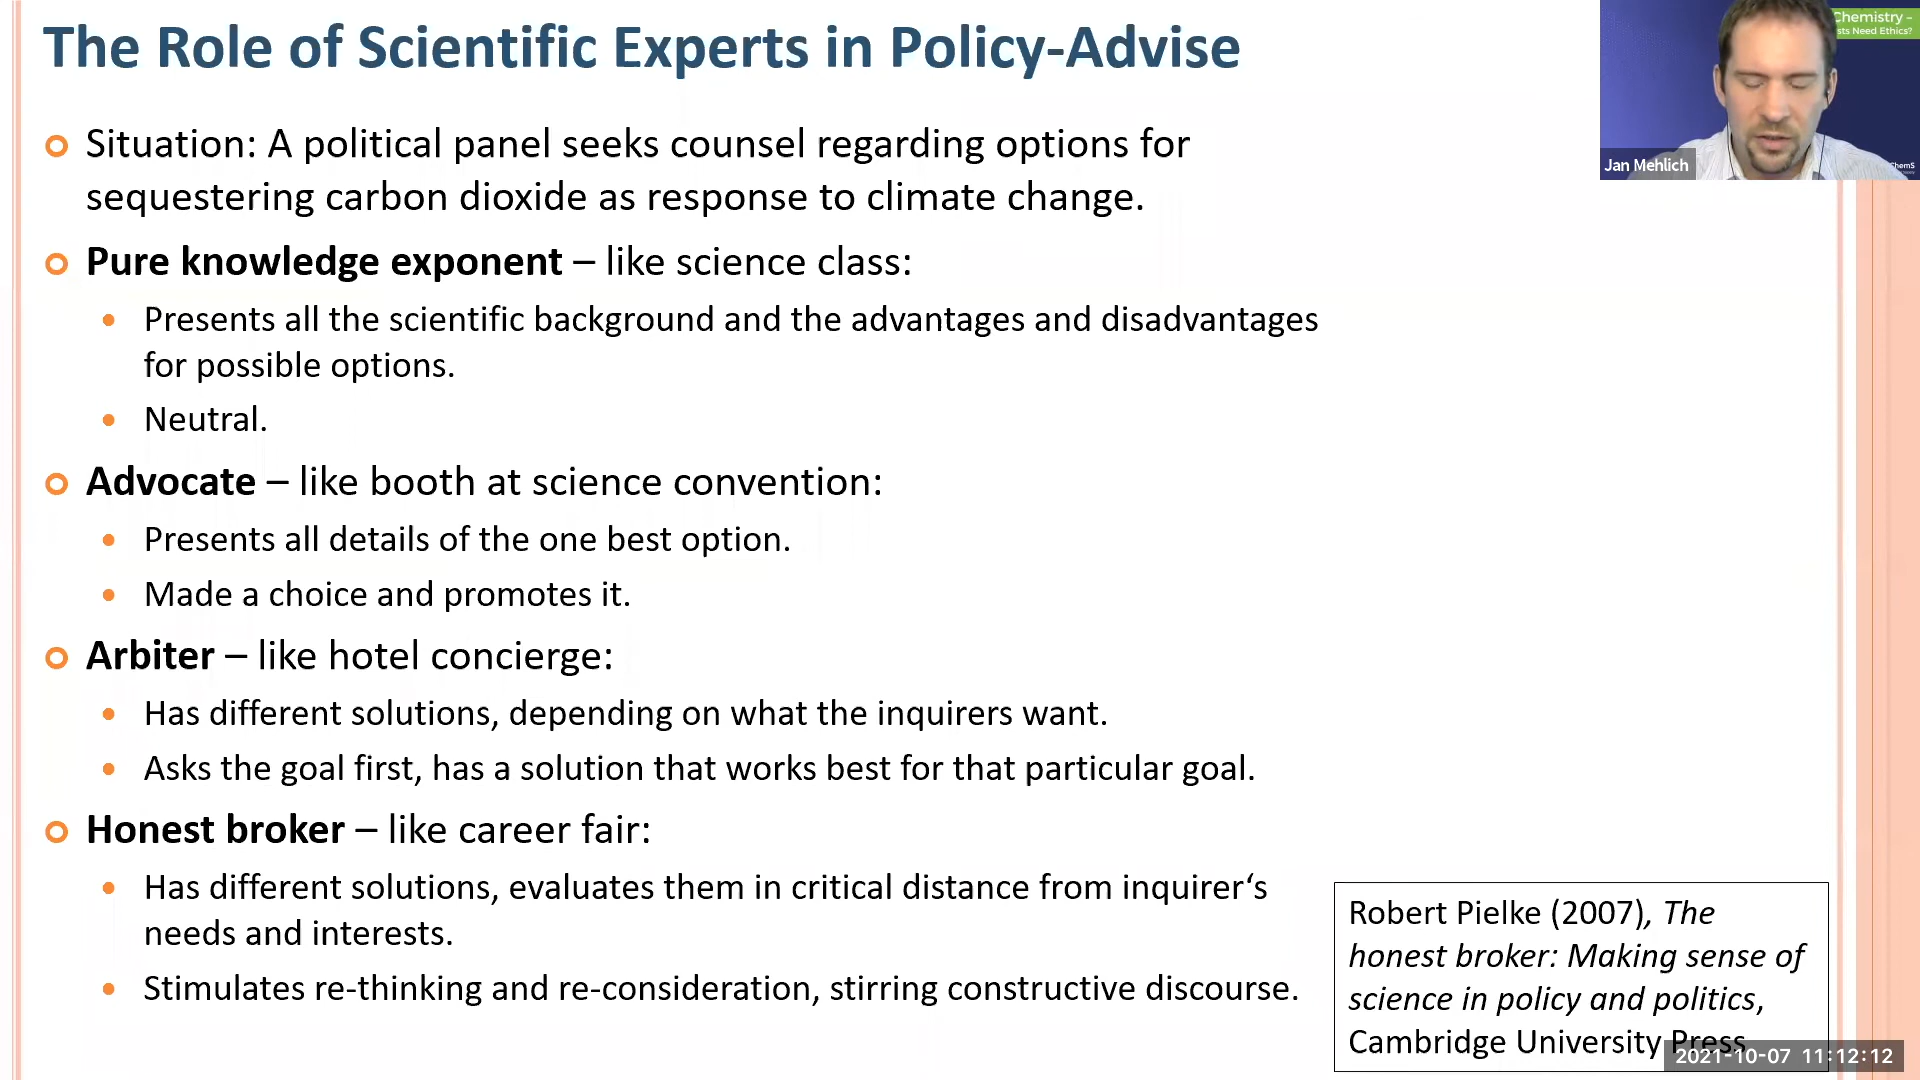 The Role of Scientific Experts in Policy-Advise
Situation: A political panel seeks counsel regarding options for
sequestering carbon dioxide as response to climate change.
Pure knowledge exponent – like science class:
Presents all the scientific background and the advantages and disadvantages
for possible options.
Neutral.
Advocate – like booth at science convention:
Presents all details of the one best option.
Made a choice and promotes it.
Arbiter – like hotel concierge:
Has different solutions, depending on what the inquirers want.
Asks the goal first, has a solution that works best for that particular goal.
Honest broker – like career fair:
Has different solutions, evaluates them in critical distance from inquirer‘s
needs and interests.
Stimulates re-thinking and re-consideration, stirring constructive discourse.
Robert Pielke (2007), The
honest broker: Making sense of
science in policy and politics,
Cambridge University Press
Chemistry –
Need Ethics?
Jan Mehlich
2021-10-07 11:12:12